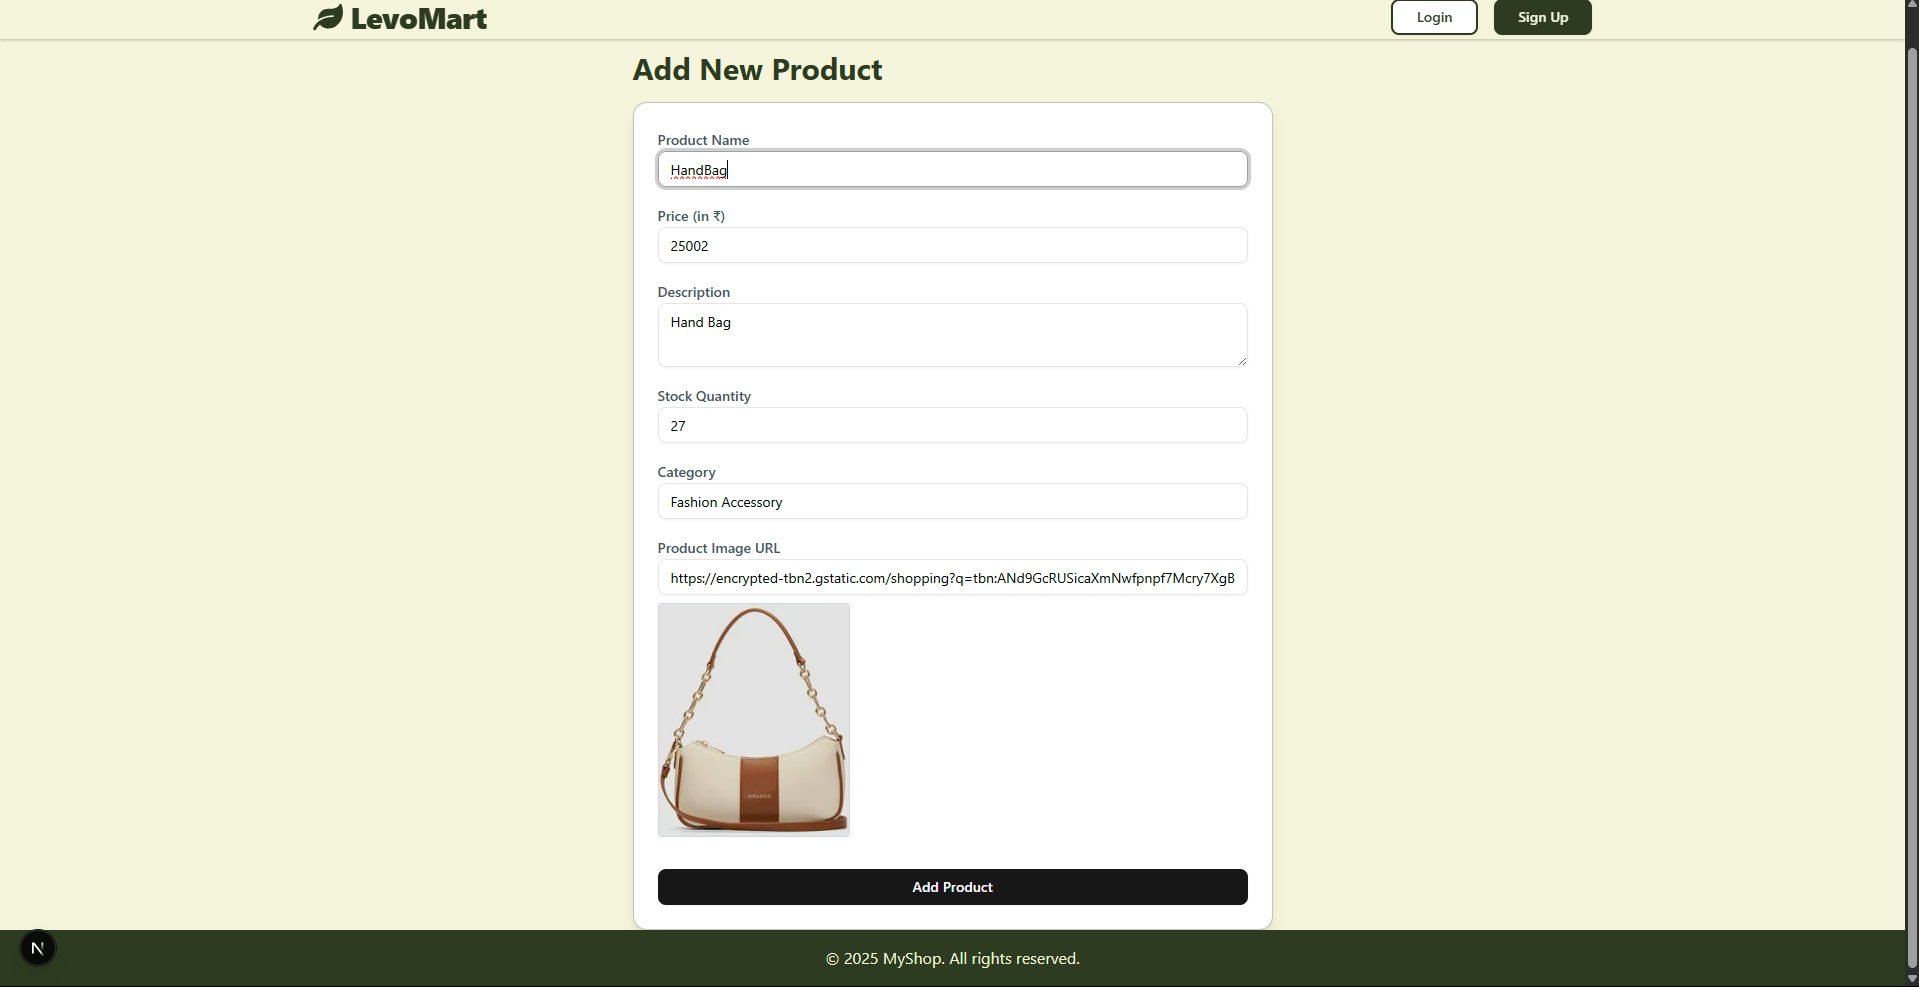 LevoMart
Login
Sign Up
Add New Product
Product Name
HandBag
Price (in ₹)
25002
Description
Hand Bag
Stock Quantity
27
Category
Fashion Accessory
Product Image URL
https://encrypted-tbn2.gstatic.com/shopping?q=tbn:ANd9GcRUSicaXmNwfpnpf7Mcry7XgB
Add Product
N
© 2025 MyShop. All rights reserved.